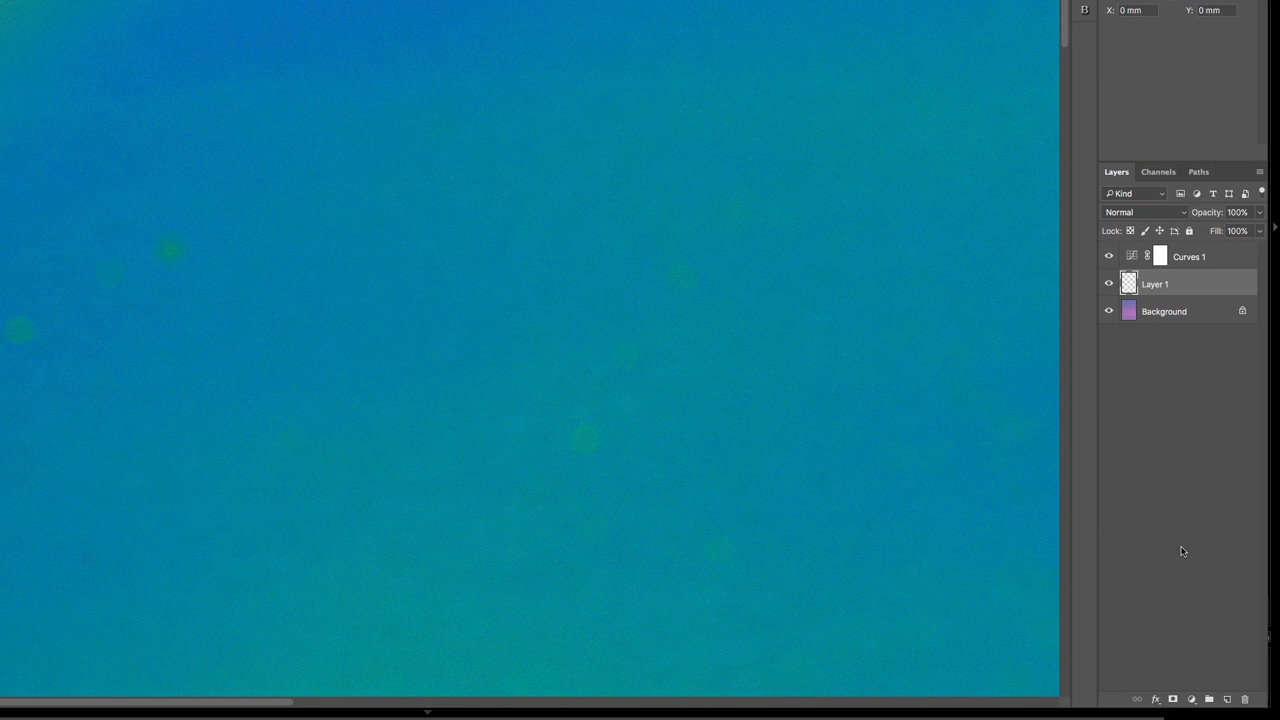 B
X: 0 mm Y: 0 mm
Layers Channels Paths
Kind
Normal Opacity: 100%
Lock: Fill: 100%
Curves 1
Layer 1
Background
fx